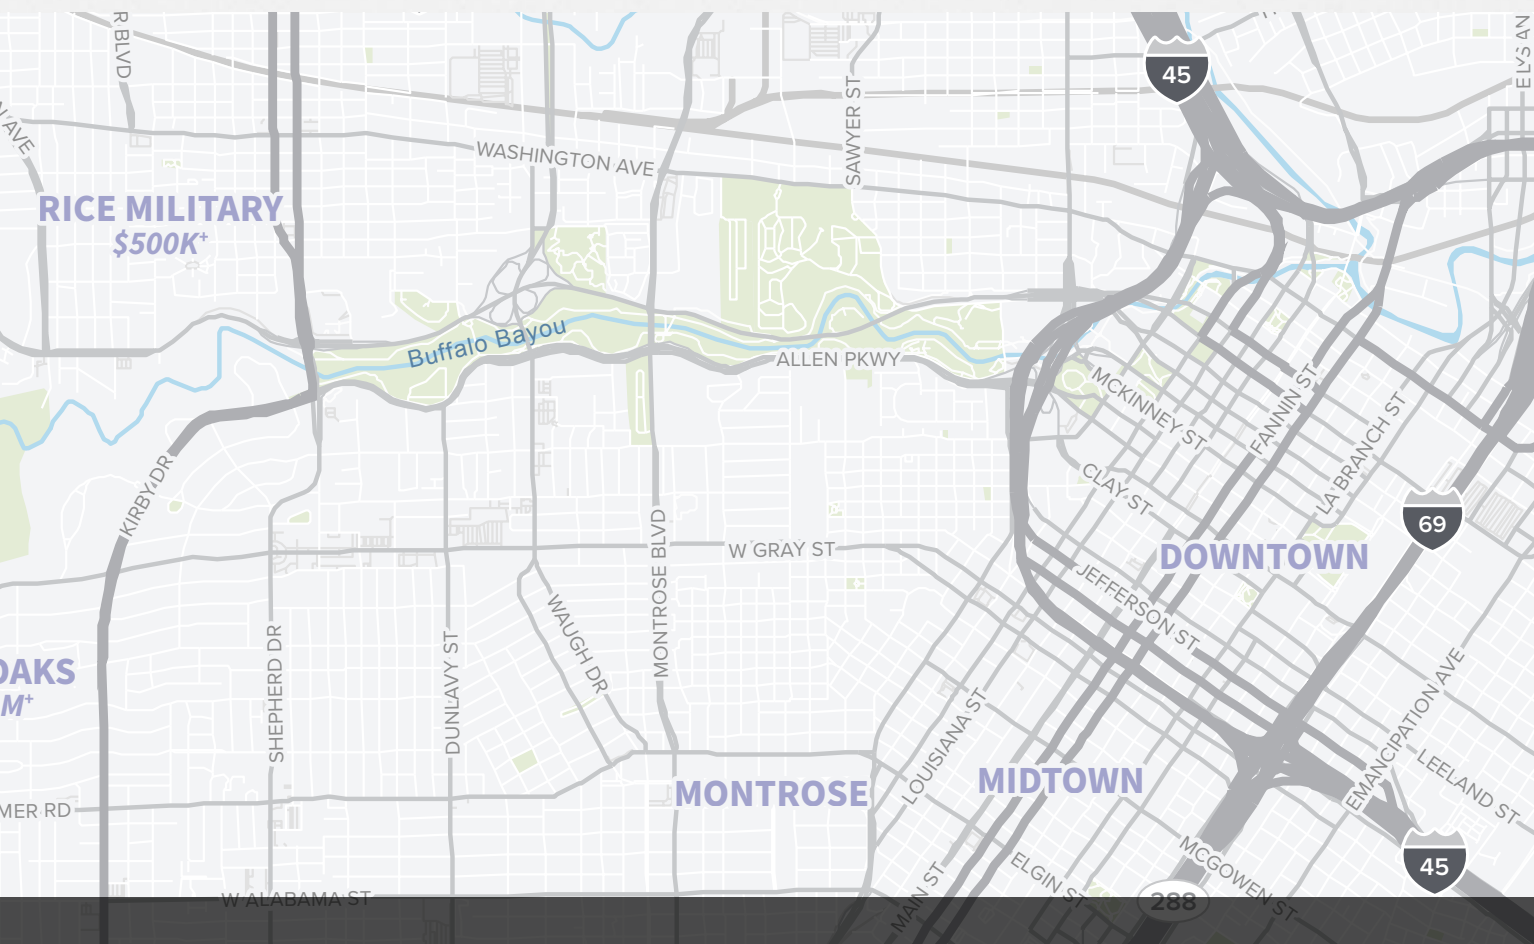 R BLVD
45
ELYSAN
N AVE
SAWYER ST
WASHINGTON AVE
RICE MILITARY
$500K+
Buffalo Bayou
ALLEN PKWY
MCKINNEY ST
FANNIN ST
LA BRANCH ST
KIRBY DR
CLAY ST
69
W GRAY ST
DOWNTOWN
MONTROSE BLVD
JEFFERSON ST
WAUGH DR
OAKS
M+
SHEPHERD DR
DUNLAVY ST
LOUISIANA ST
EMANCIPATION AVE
LEELAND ST
MONTROSE
MIDTOWN
MER RD
MCGOWEN ST
ELGIN ST
45
MAIN ST
288
W ALABAMA ST